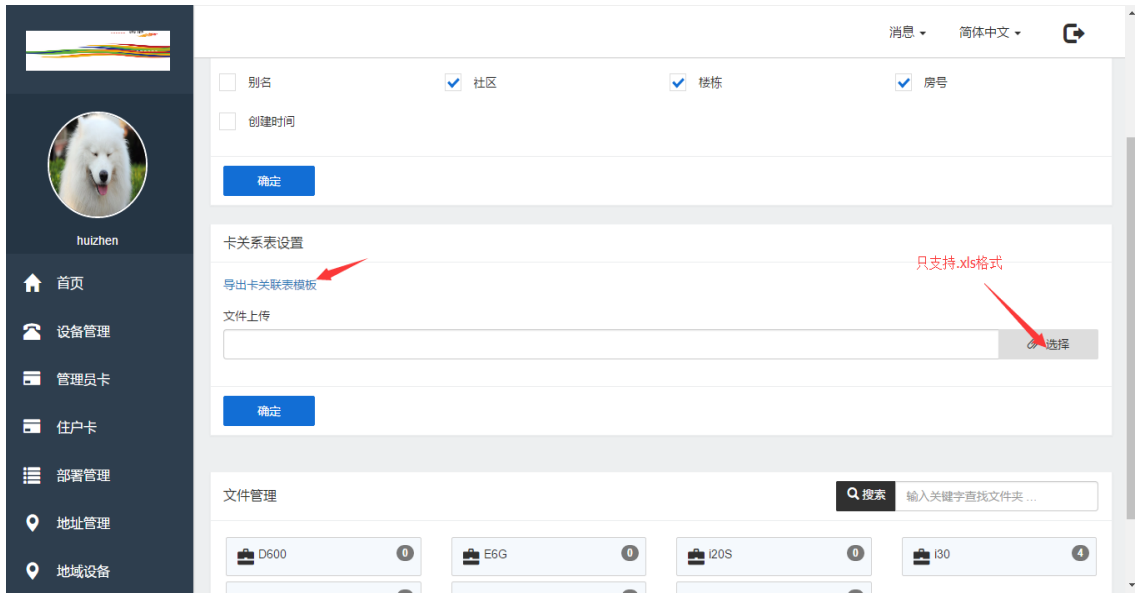 消息 简体中文
别名 社区 楼栋 房号
创建时间
确定
huizhen
首页
设备管理
管理员卡
住户卡
部署管理
地址管理
地域设备
卡关系表设置
只支持.xls格式
导出卡关联表模板
文件上传
选择
确定
文件管理
搜索 输入关键字查找文件夹 ...
D600 0 E6G 0 i20S 0 i30 4